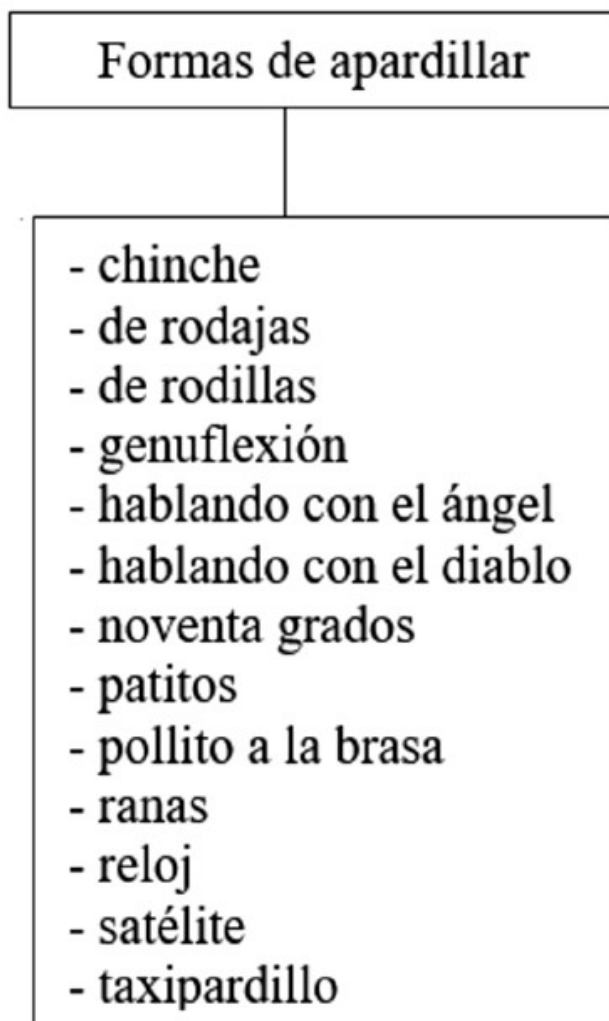 Formas de apardillar
- chinche
- de rodajas
- de rodillas
- genuflexión
- hablando con el ángel
- hablando con el diablo
- noventa grados
- patitos
- pollito a la brasa
- ranas
- reloj
- satélite
- taxipardillo